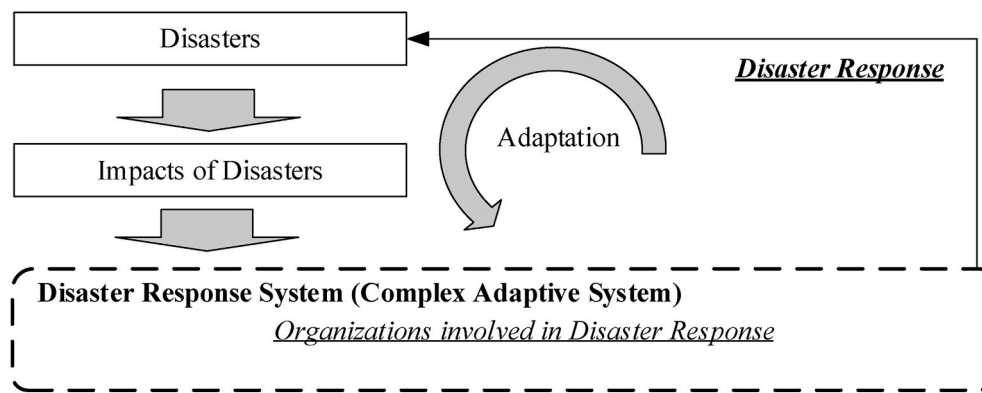 Disasters
Disaster Response
Adaptation
Impacts of Disasters
Disaster Response System (Complex Adaptive System)
Organizations involved in Disaster Response